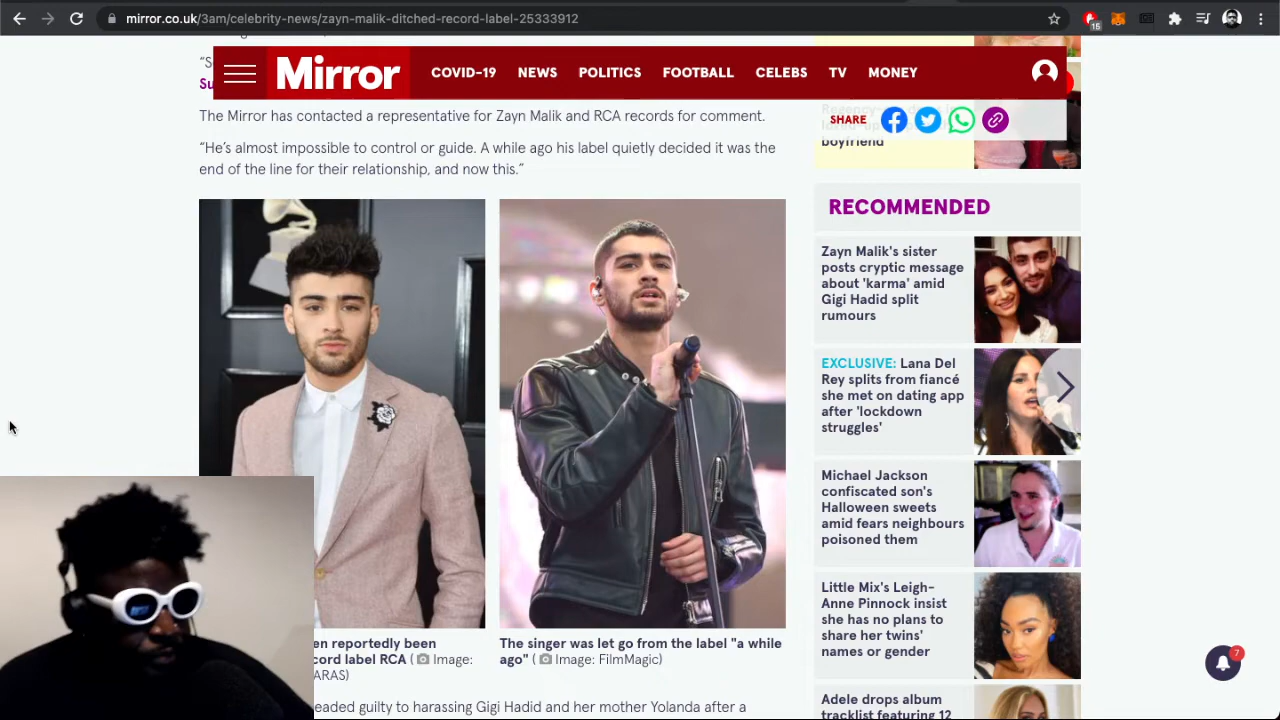 mirror.co.uk/3am/celebrity-news/zayn-malik-ditched-record-label-25333912
15
Mirror
COVID-19 NEWS POLITICS FOOTBALL CELEBS TV MONEY
SHARE
boyfriend
Su
The Mirror has contacted a representative for Zayn Malik and RCA records for comment.
“He’s almost impossible to control or guide. A while ago his label quietly decided it was the
end of the line for their relationship, and now this.”
en reportedly been
cord label RCA ( Image:
ARAS)
The singer was let go from the label "a while
ago" ( Image: FilmMagic)
eaded guilty to harassing Gigi Hadid and her mother Yolanda after a
RECOMMENDED
Zayn Malik's sister
posts cryptic message
about 'karma' amid
Gigi Hadid split
rumours
EXCLUSIVE: Lana Del
Rey splits from fiancé
she met on dating app
after 'lockdown
struggles'
Michael Jackson
confiscated son's
Halloween sweets
amid fears neighbours
poisoned them
Little Mix's Leigh-
Anne Pinnock insist
she has no plans to
share her twins'
names or gender
Adele drops album
tracklist featuring 12
7